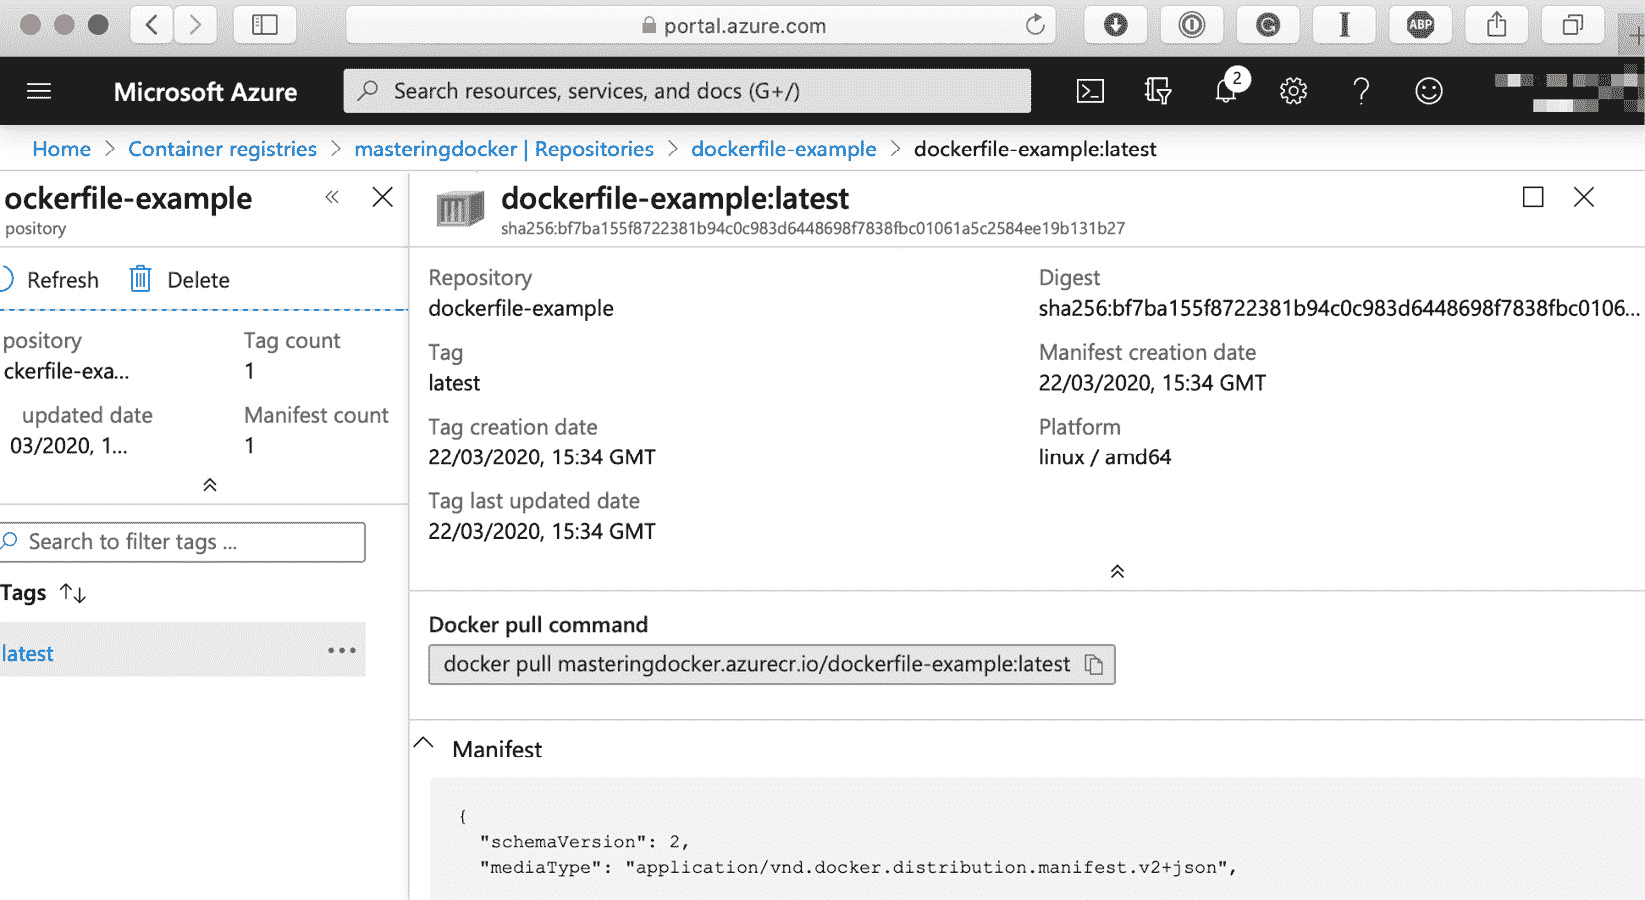 portal.azure.com
ABP
Microsoft Azure
Search resources, services, and docs (G+/)
2
Home > Container registries > masteringdocker | Repositories > dockerfile-example > dockerfile-example:latest
ockerfile-example
pository
Refresh
Delete
pository
ckerfile-exa...
Tag count
1
updated date
03/2020, 1...
Manifest count
1
Search to filter tags ...
Tags
latest
dockerfile-example:latest
sha256:bf7ba155f8722381b94c0c983d6448698f7838fbc01061a5c2584ee19b131b27
Repository
dockerfile-example
Tag
latest
Tag creation date
22/03/2020, 15:34 GMT
Tag last updated date
22/03/2020, 15:34 GMT
Digest
sha256:bf7ba155f8722381b94c0c983d6448698f7838fbc0106...
Manifest creation date
22/03/2020, 15:34 GMT
Platform
linux / amd64
Docker pull command
docker pull masteringdocker.azurecr.io/dockerfile-example:latest
Manifest
{
"schemaVersion": 2,
"mediaType": "application/vnd.docker.distribution.manifest.v2+json",